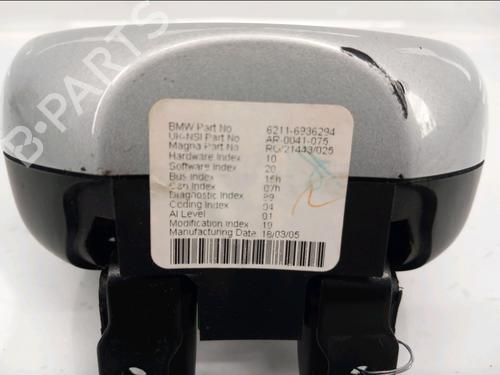 B-PARTS
BMW Part No 6211-6936294
UK-NSI Part No AR-0041-075
Magna Part No
Hardware Index 10
Software Index 20
Bus Index 15h
Can Index 07h
Diagnostic Index
Coding Index 04
AI Level 01
Modification Index 19
Manufacturing Date 18/03/05